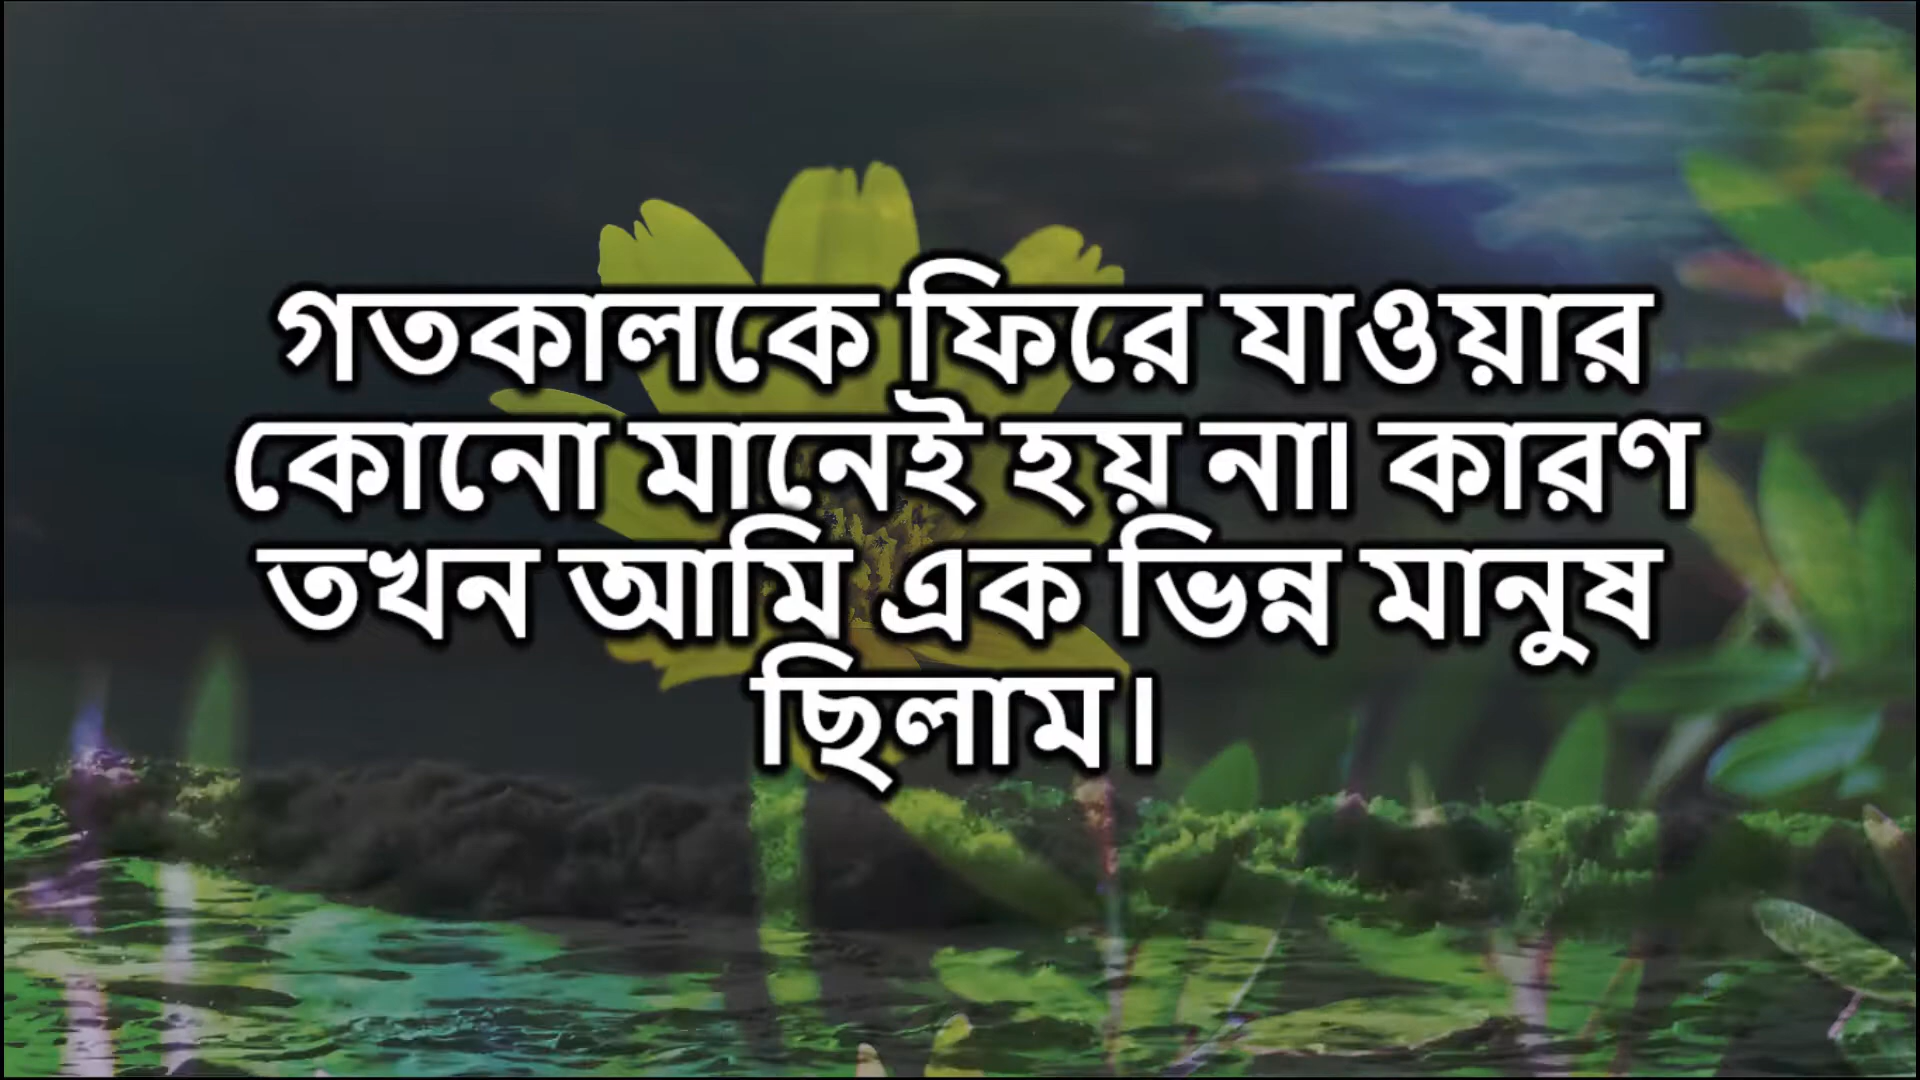 গতকালকে ফিরে যাওয়ার
কোনো মানেই হয় না। কারণ
তখন আমি এক ভিন্ন মানুষ
ছিলাম।